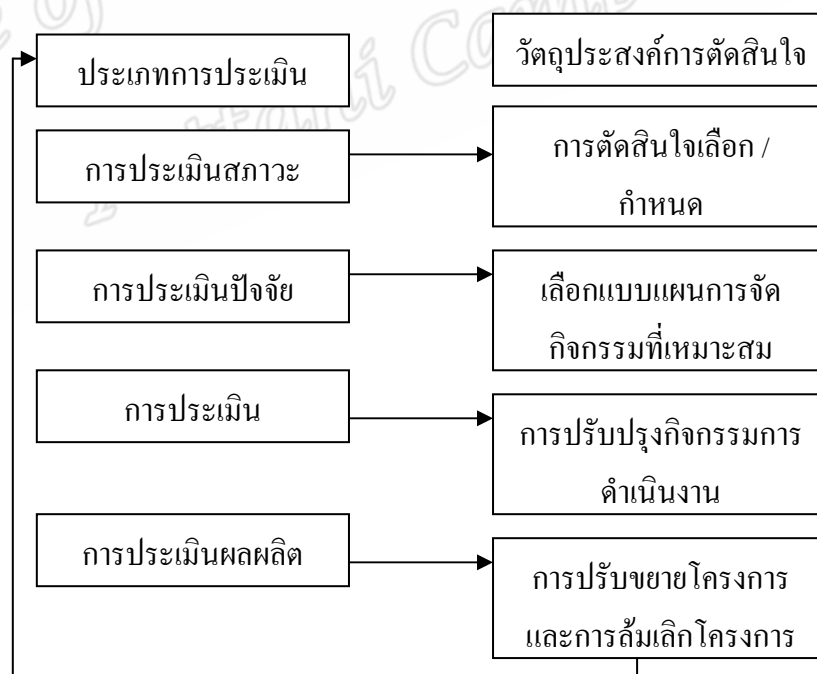 ประเภทการประเมิน
วัตถุประสงค์การตัดสินใจ
การประเมินสภาวะ
การตัดสินใจเลือก /
กำหนด
การประเมินปัจจัย
เลือกแบบแผนการจัด
กิจกรรมที่เหมาะสม
การประเมิน
การปรับปรุงกิจกรรมการ
ดำเนินงาน
การประเมินผลผลิต
การปรับขยายโครงการ
และการล้มเลิกโครงการ